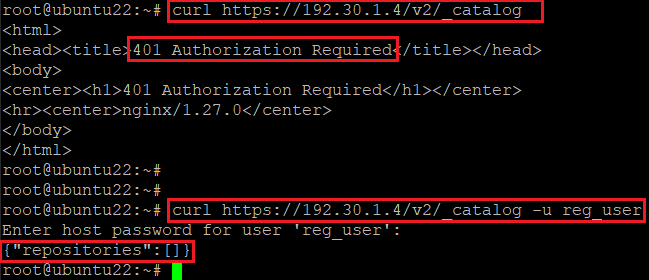 root@ubuntu22:~# curl https://192.30.1.4/v2/_catalog
<html>
<head><title>401 Authorization Required</title></head>
<body>
<center><h1>401 Authorization Required</h1></center>
<hr><center>nginx/1.27.0</center>
</body>
</html>
root@ubuntu22:~#
root@ubuntu22:~#
root@ubuntu22:~# curl https://192.30.1.4/v2/_catalog -u reg_user
Enter host password for user 'reg_user':
{"repositories":[]}
root@ubuntu22:~#